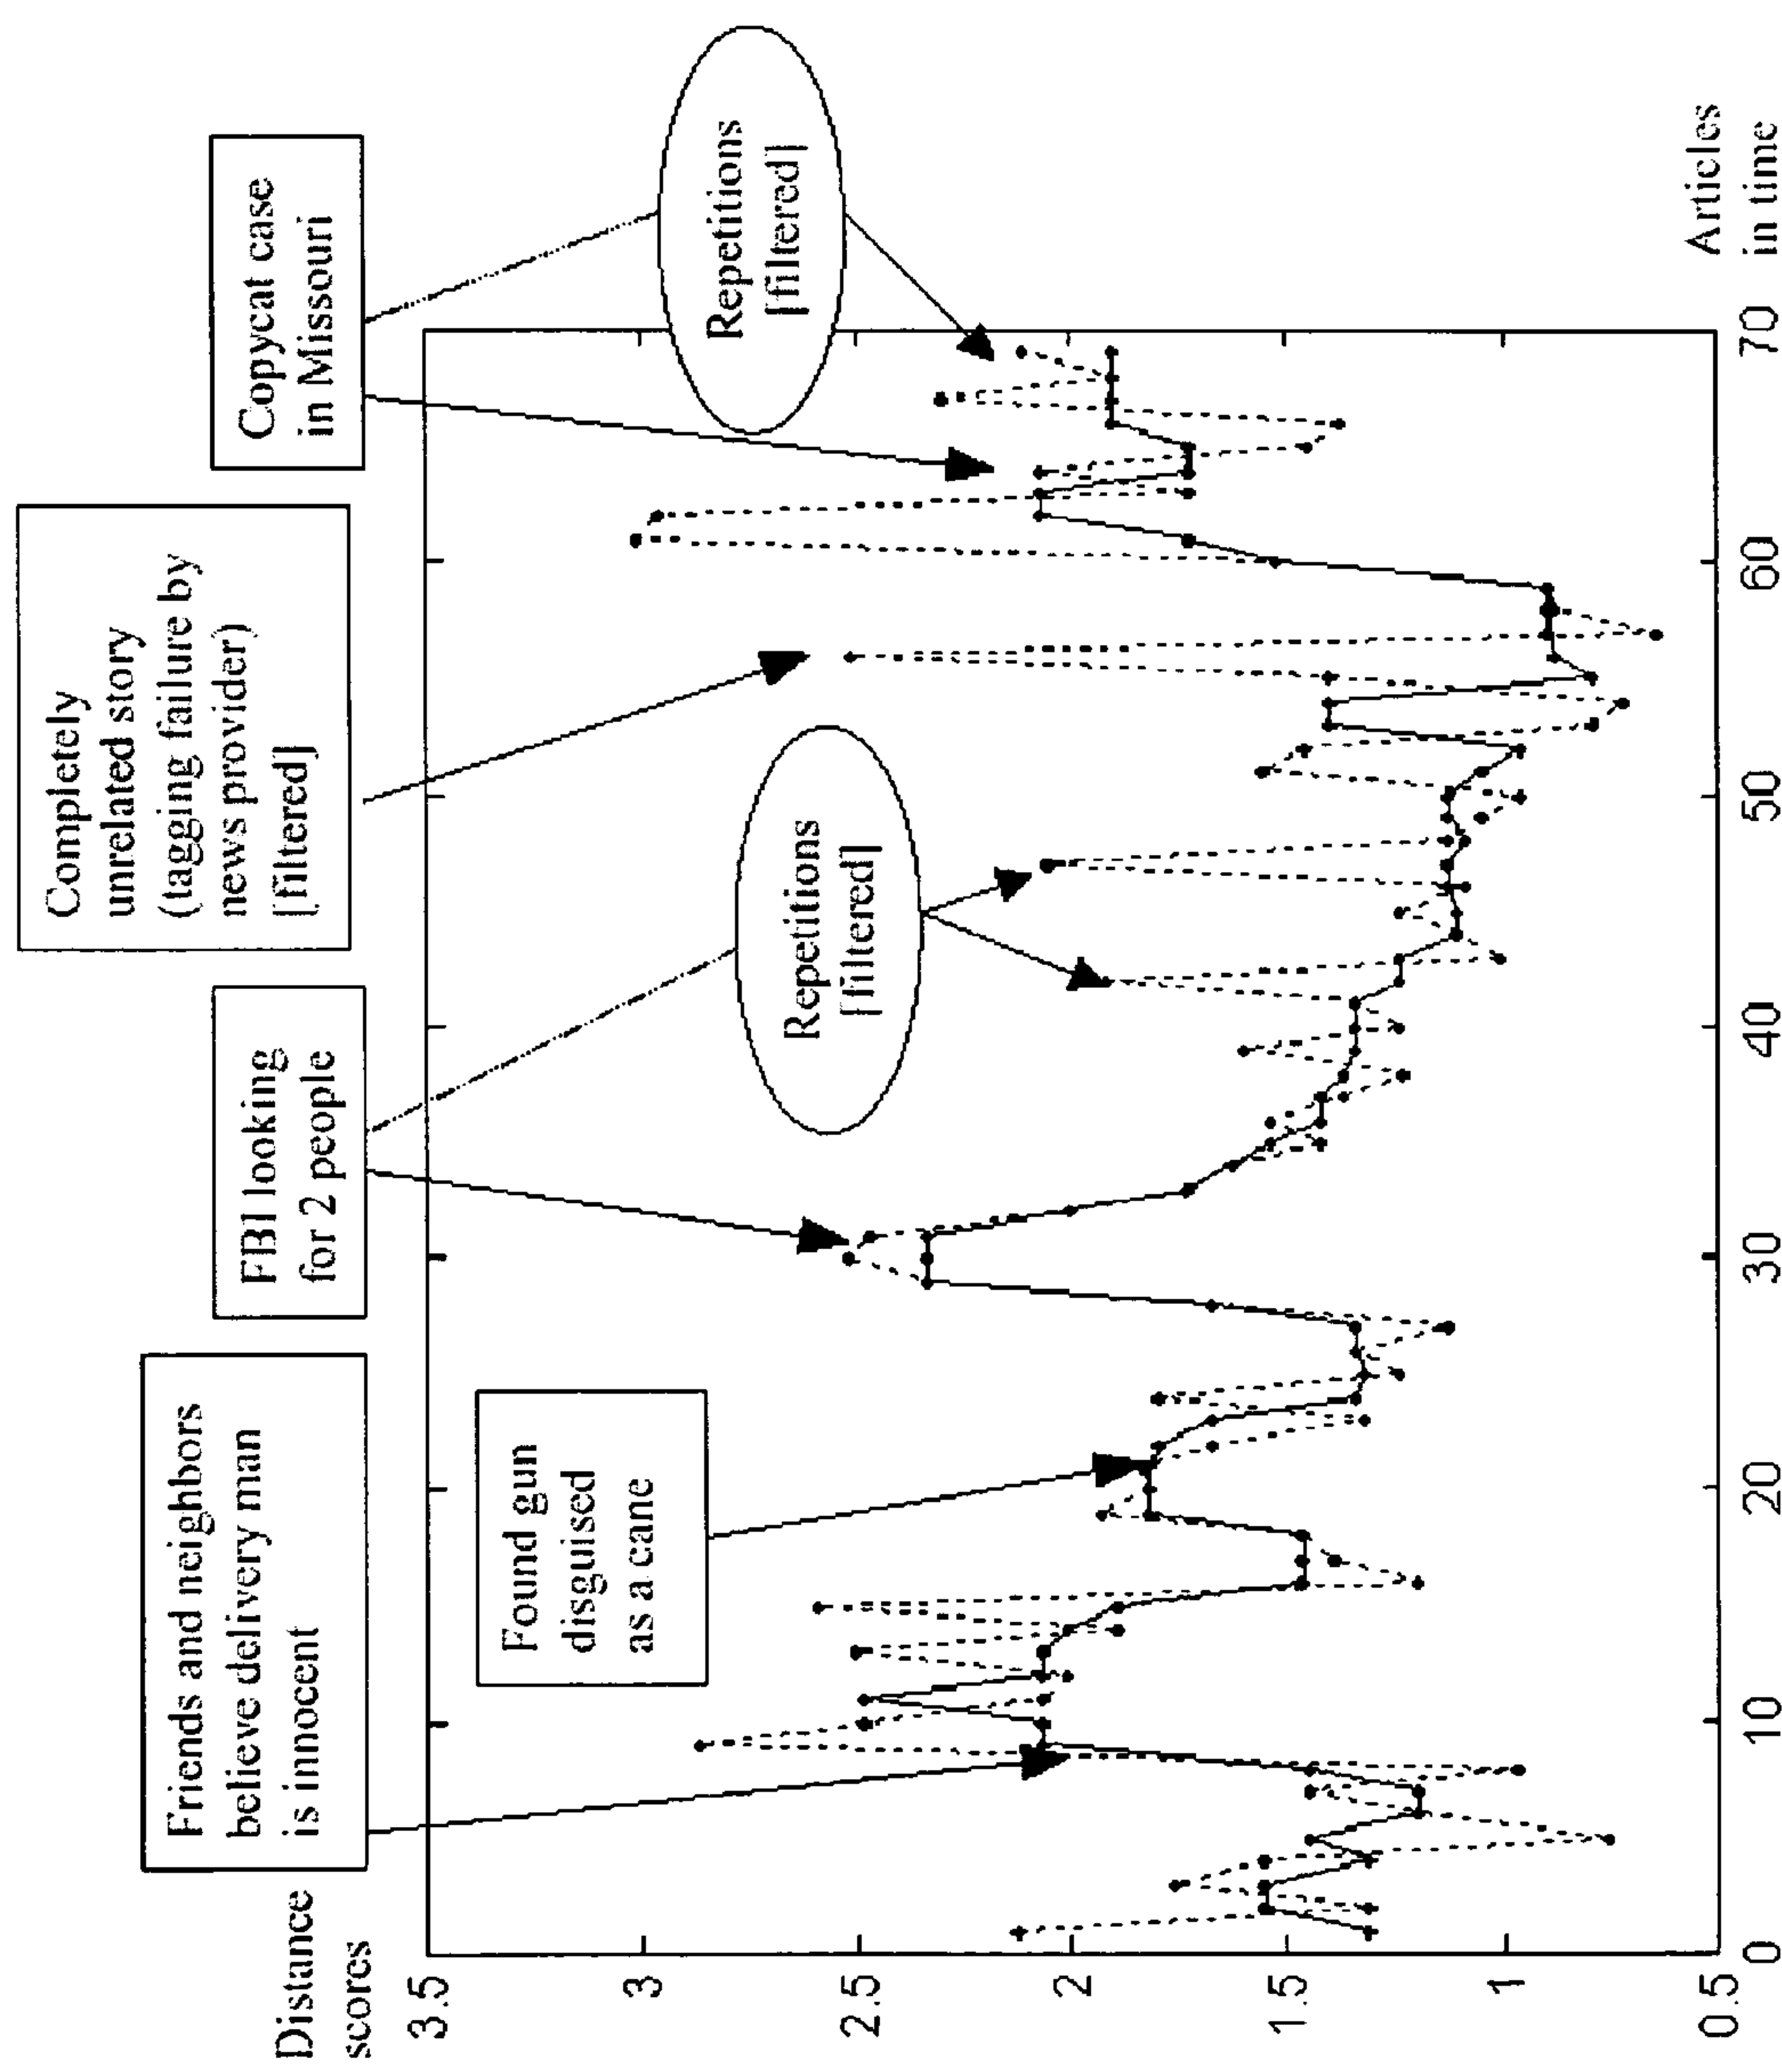 Distance
scores
Friends and neighbors
believe delivery man
is innocent
FBI looking
for 2 people
Completely
unrelated story
(tagging failure by
news provider)
[filtered]
Copycat case
in Missouri
Found gun
disguised
as a cane
Repetitions
[filtered]
Repetitions
[filtered]
3.5
3
2.5
2
1.5
1
0.5
0
10
20
30
40
50
60
70
Articles
in time